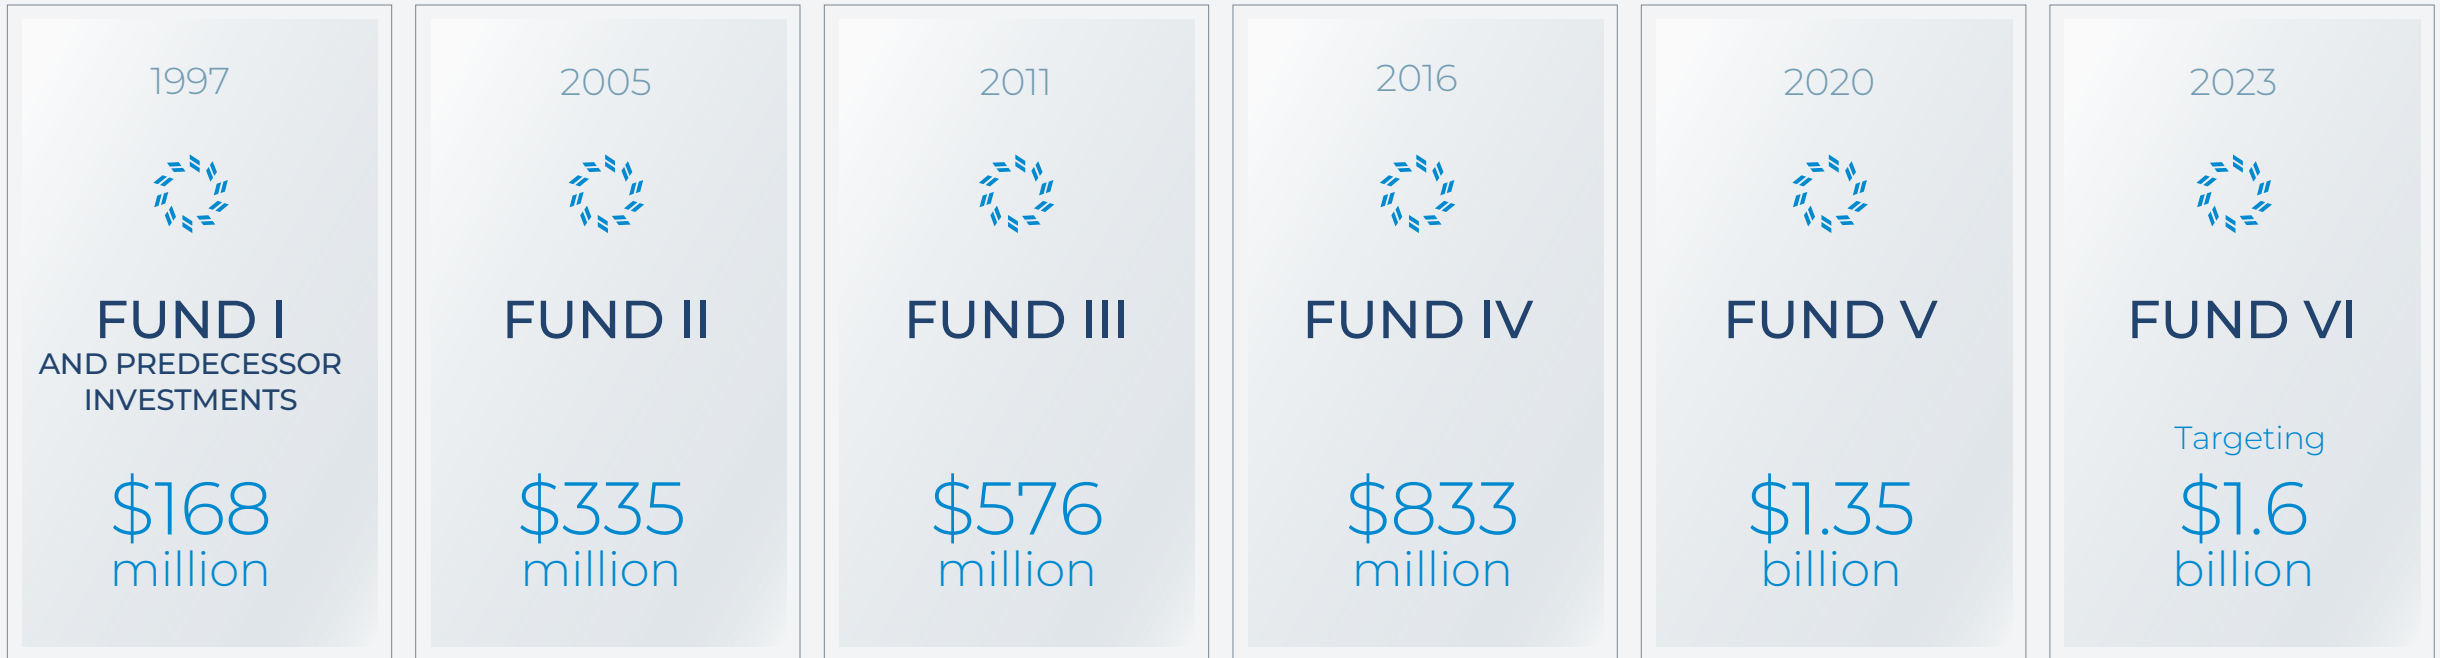 1997
FUND I
AND PREDECESSOR
INVESTMENTS
$168
million
2005
FUND II
$335
million
2011
FUND III
$576
million
2016
FUND IV
$833
million
2020
FUND V
$1.35
billion
2023
FUND VI
Targeting
$1.6
billion